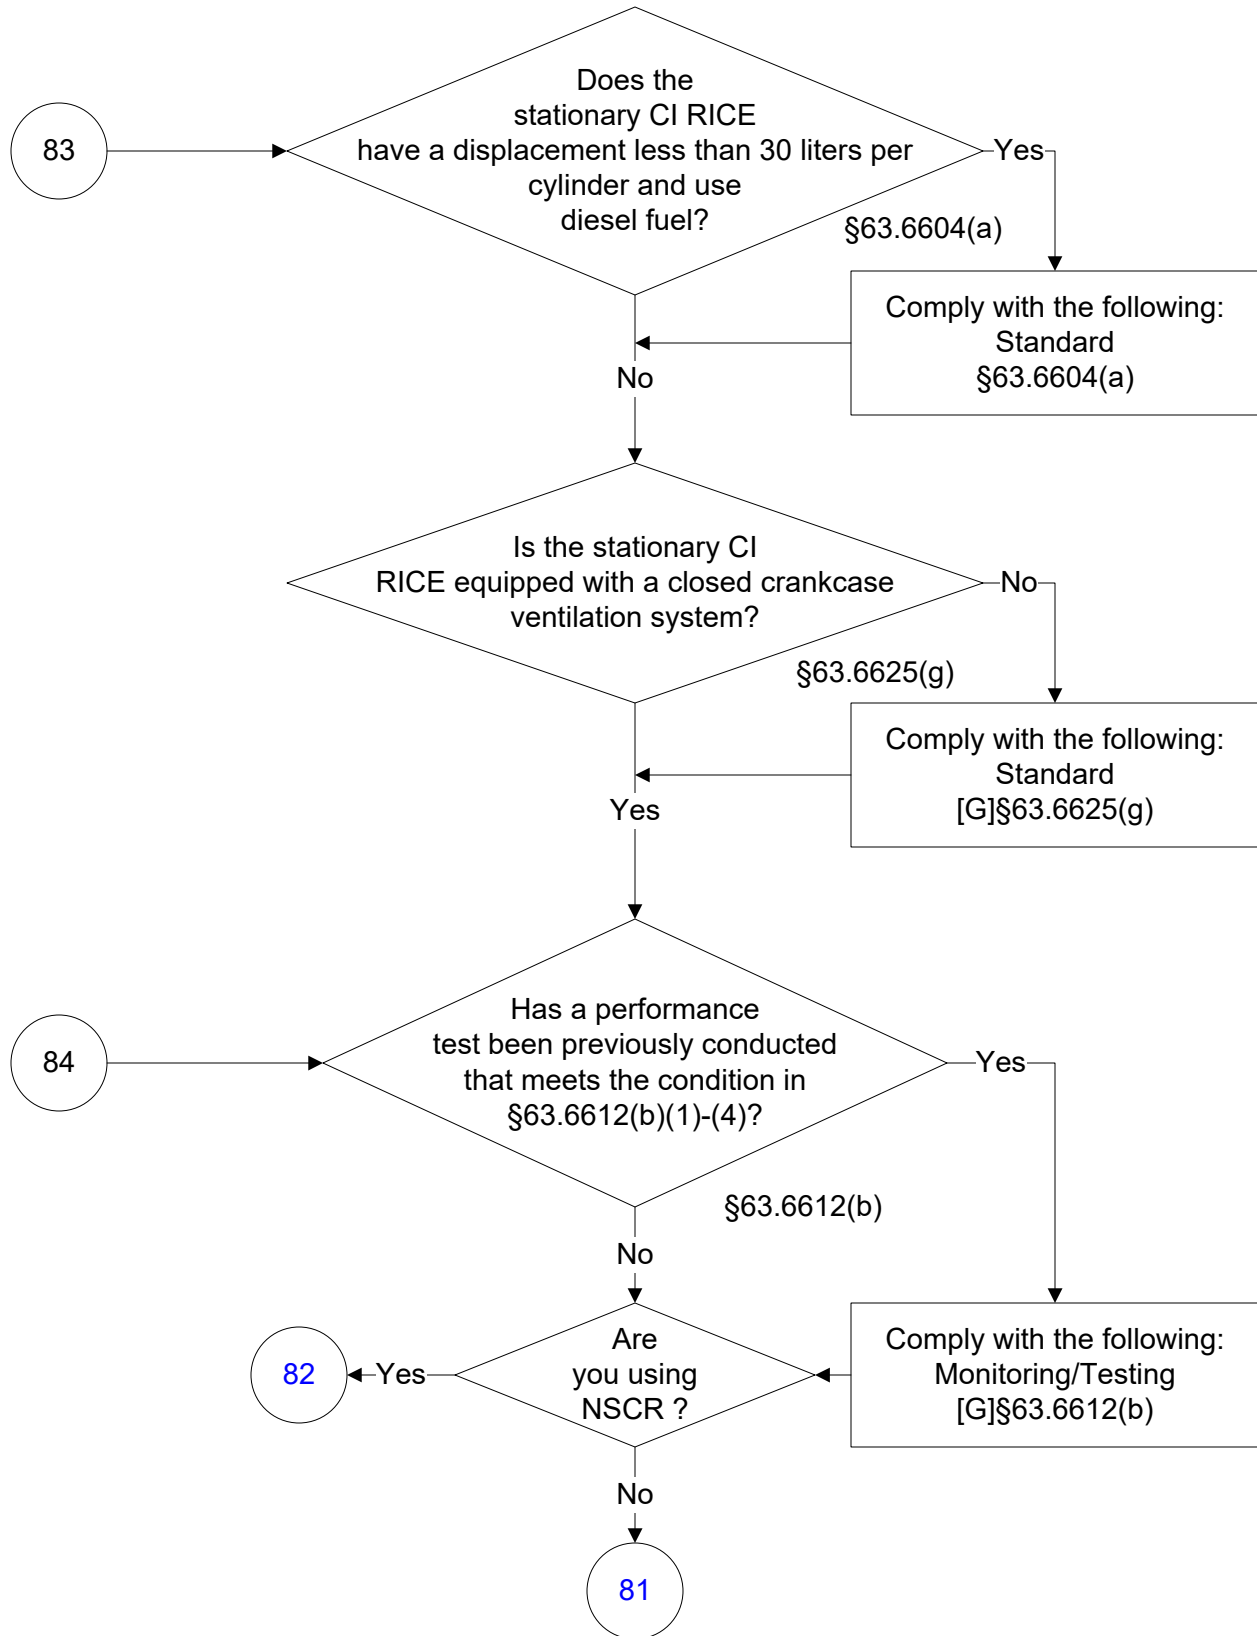 Does the
stationary CI RICE
have a displacement less than 30 liters per
cylinder and use
diesel fuel?
83
Yes
§63.6604(a)
Comply with the following:
Standard
§63.6604(a)
No
Is the stationary CI
RICE equipped with a closed crankcase
ventilation system?
No
§63.6625(g)
Comply with the following:
Standard
[G]§63.6625(g)
Yes
84
Has a performance
test been previously conducted
that meets the condition in
§63.6612(b)(1)-(4)?
Yes
§63.6612(b)
No
Are
you using
NSCR ?
Yes
82
Comply with the following:
Monitoring/Testing
[G]§63.6612(b)
No
81